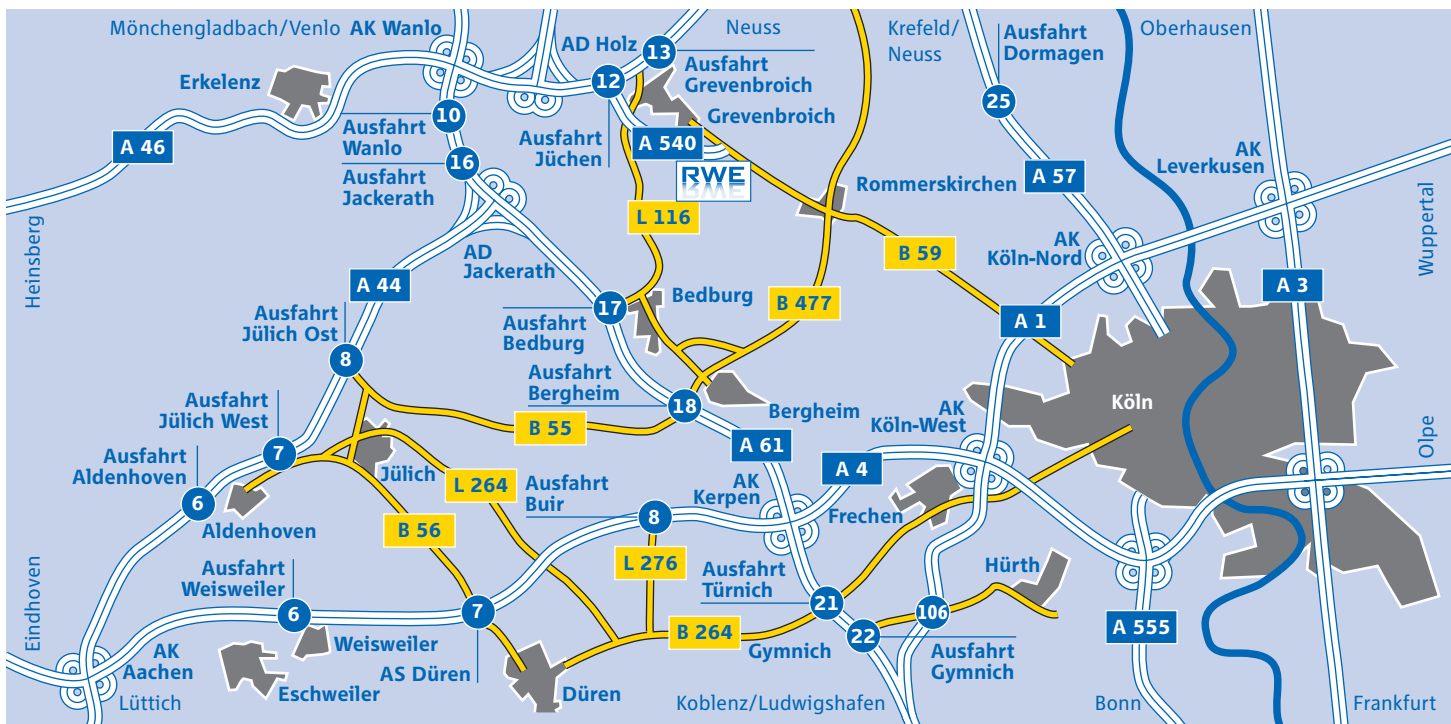 Mönchengladbach/Venlo AK Wanlo
AD Holz
13
Neuss
Krefeld/
Neuss
Ausfahrt
Dormagen
Oberhausen
Erkelenz
12
Ausfahrt
Grevenbroich
Grevenbroich
25
10
Ausfahrt
Wanlo
A 46
Ausfahrt
Jüchen
A 540
RWE
16
Ausfahrt
Jackerath
Rommerskirchen
A 57
AK
Leverkusen
Heinsberg
L 116
AD
Jackerath
B 59
AK
Köln-Nord
Wuppertal
A 44
Bedburg
B 477
A 3
17
Ausfahrt
Bedburg
A 1
Ausfahrt
Jülich Ost
8
Ausfahrt
Bergheim
18
Bergheim
Köln
Ausfahrt
Jülich West
7
B 55
A 61
AK
Köln-West
Olpe
Ausfahrt
Aldenhoven
6
Aldenhoven
Jülich
L 264
Ausfahrt
Buir
8
AK
Kerpen
A 4
Frechen
B 56
Eindhoven
Ausfahrt
Weisweiler
6
L 276
Ausfahrt
Türnich
21
Hürth
7
106
A 555
B 264
22
Gymnich
Ausfahrt
Gymnich
Weisweiler
AK
Aachen
Eschweiler
AS Düren
Düren
Lüttich
Koblenz/Ludwigshafen
Bonn
Frankfurt